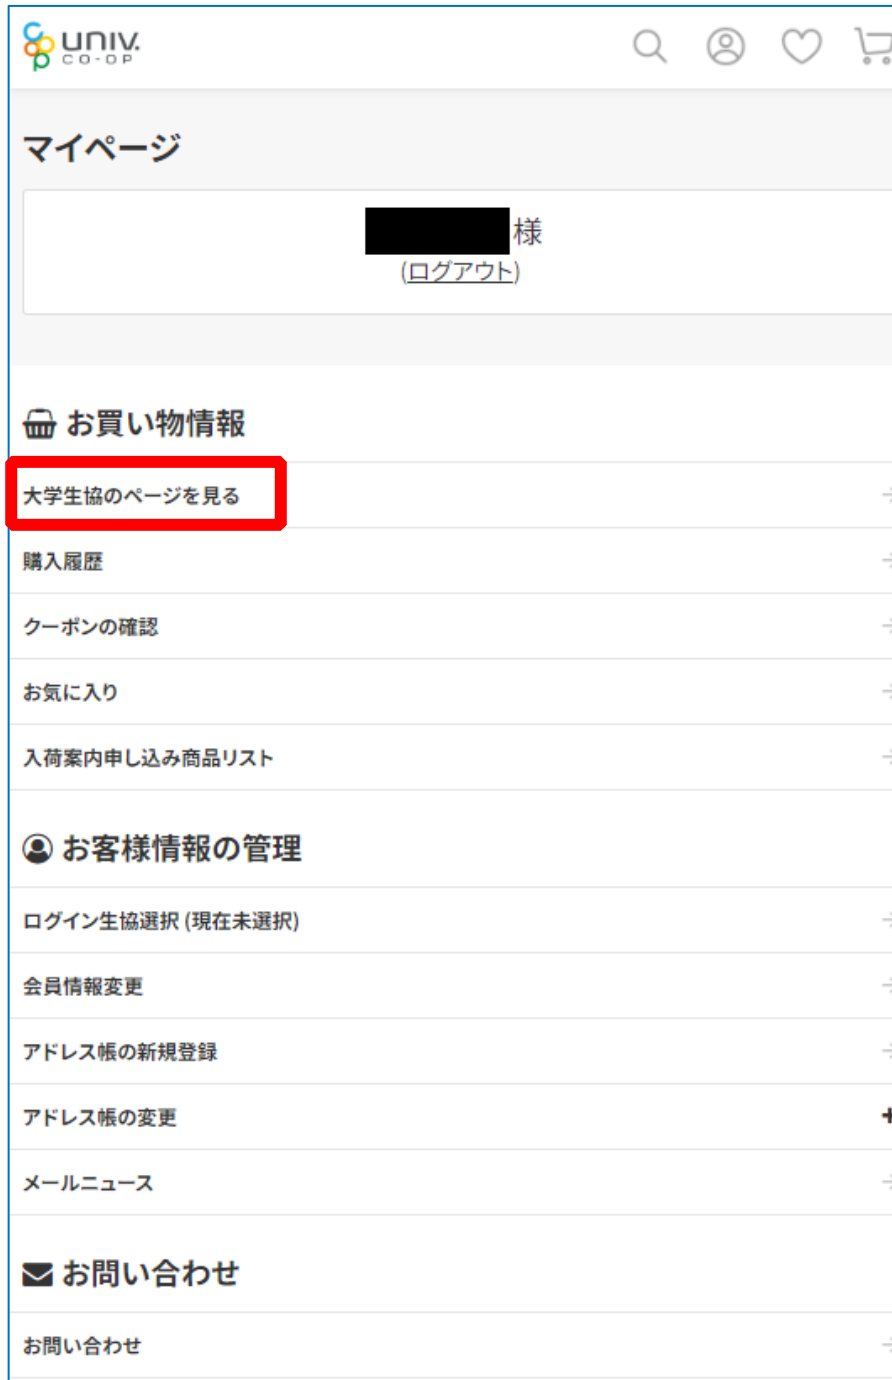 UNIV.
CO-OP
マイページ
様
(ログアウト)
お買い物情報
大学生協のページを見る
購入履歴
クーポンの確認
お気に入り
入荷案内申し込み商品リスト
お客様情報の管理
ログイン生協選択 (現在未選択)
会員情報変更
アドレス帳の新規登録
アドレス帳の変更
メールニュース
お問い合わせ
お問い合わせ